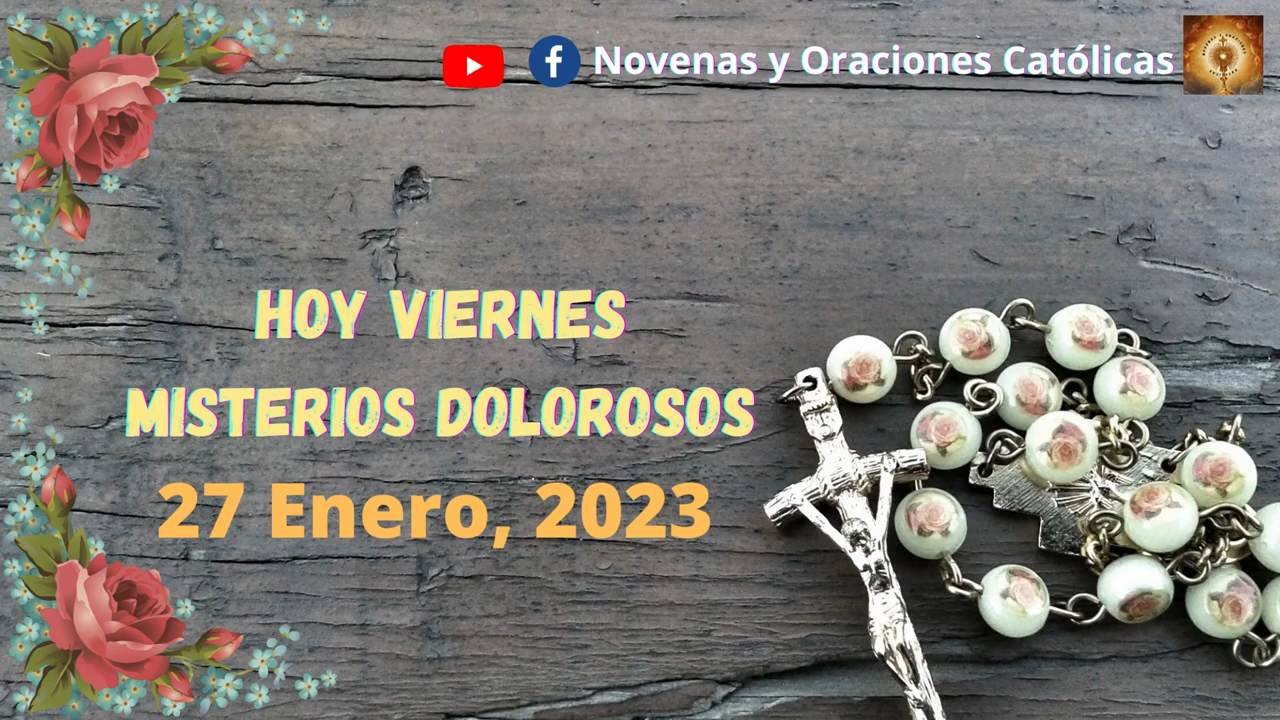 Novenas y Oraciones Católicas
HOY VIERNES
MISTERIOS DOLOROSOS
27 Enero, 2023